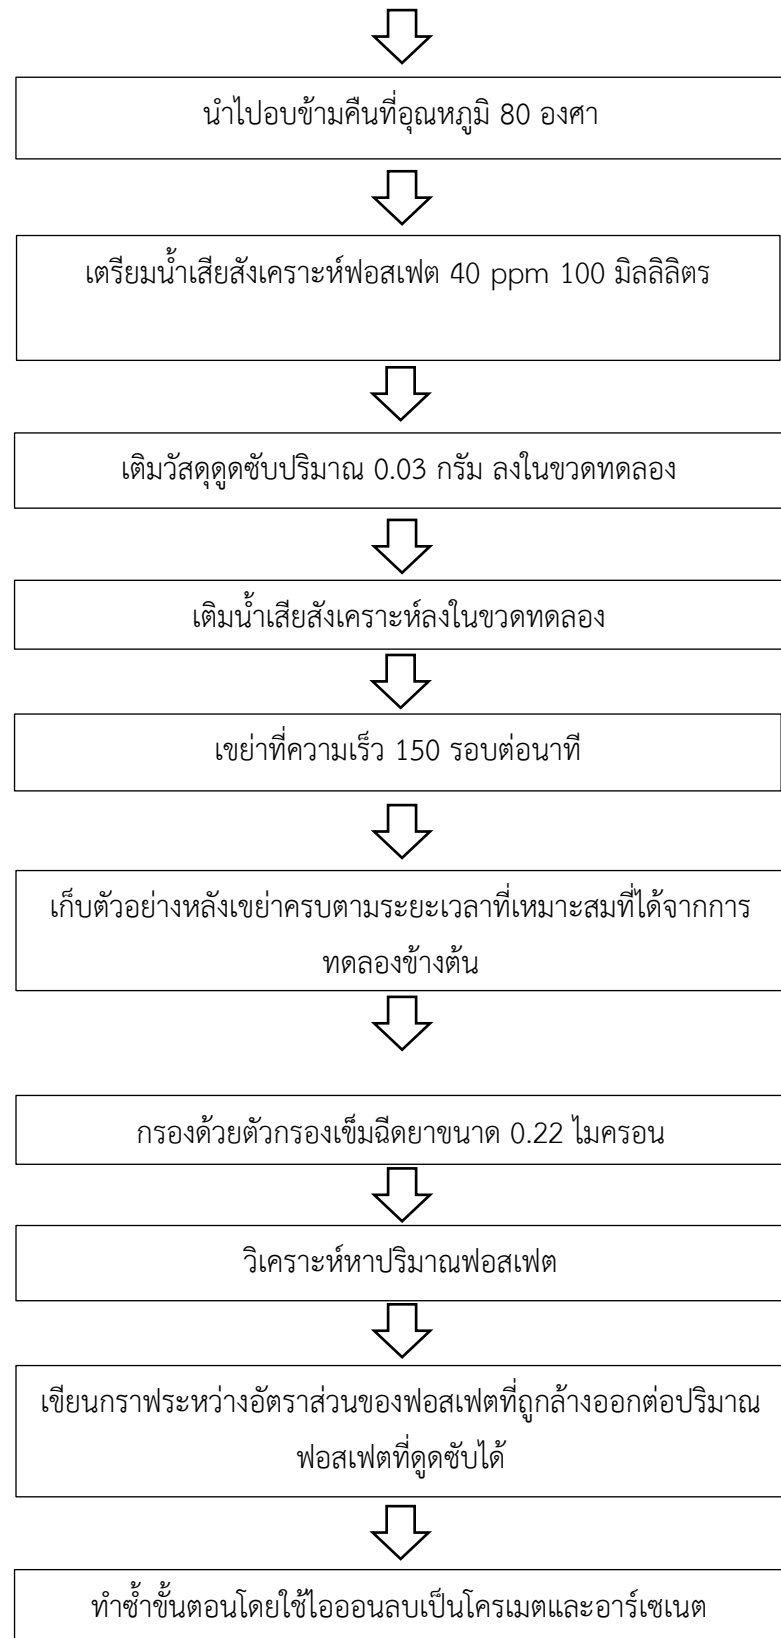 นำไปอบข้ามคืนที่อุณหภูมิ 80 องศา
เตรียมน้ำเสียสังเคราะห์ฟอสเฟต 40 ppm 100 มิลลิลิตร
เติมวัสดุดูดซับปริมาณ 0.03 กรัม ลงในขวดทดลอง
เติมน้ำเสียสังเคราะห์ลงในขวดทดลอง
เขย่าที่ความเร็ว 150 รอบต่อนาที
เก็บตัวอย่างหลังเขย่าครบตามระยะเวลาที่เหมาะสมที่ได้จากการ
ทดลองข้างต้น
กรองด้วยตัวกรองเข็มฉีดยาขนาด 0.22 ไมครอน
วิเคราะห์หาปริมาณฟอสเฟต
เขียนกราฟระหว่างอัตราส่วนของฟอสเฟตที่ถูกล้างออกต่อปริมาณ
ฟอสเฟตที่ดูดซับได้
ทำซ้ำขั้นตอนโดยใช้ไอออนลบเป็นโครเมตและอาร์เซเนต